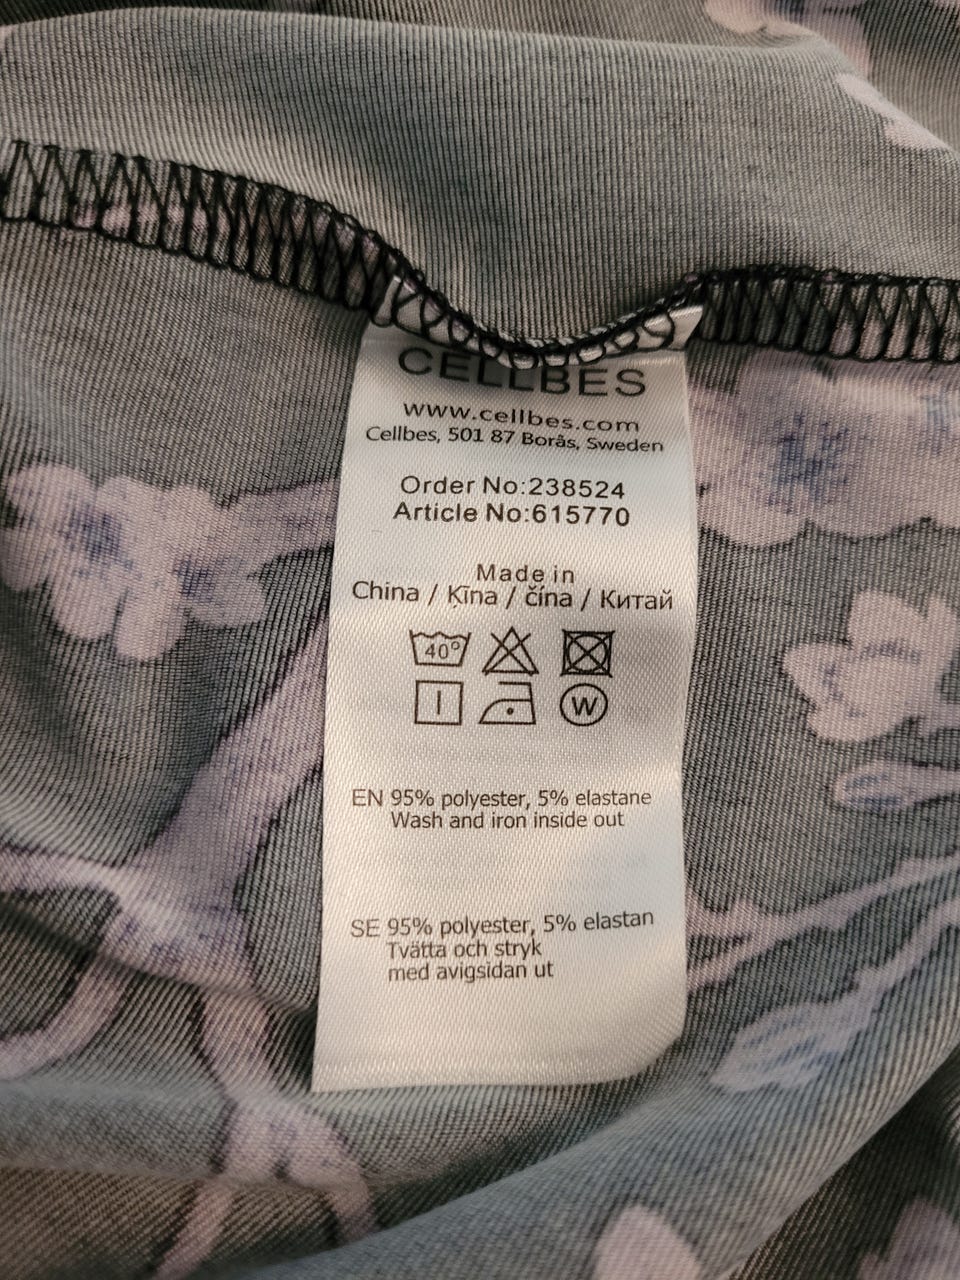 CELLBES
www.cellbes.com
Cellbes, 501 87 Borås, Sweden
Order No:238524
Article No:615770
Made in
China / Ķīna / čína / Китай
40°
W
EN 95% polyester, 5% elastane
Wash and iron inside out
SE 95% polyester, 5% elastan
Tvätta och stryk
med avigsidan ut